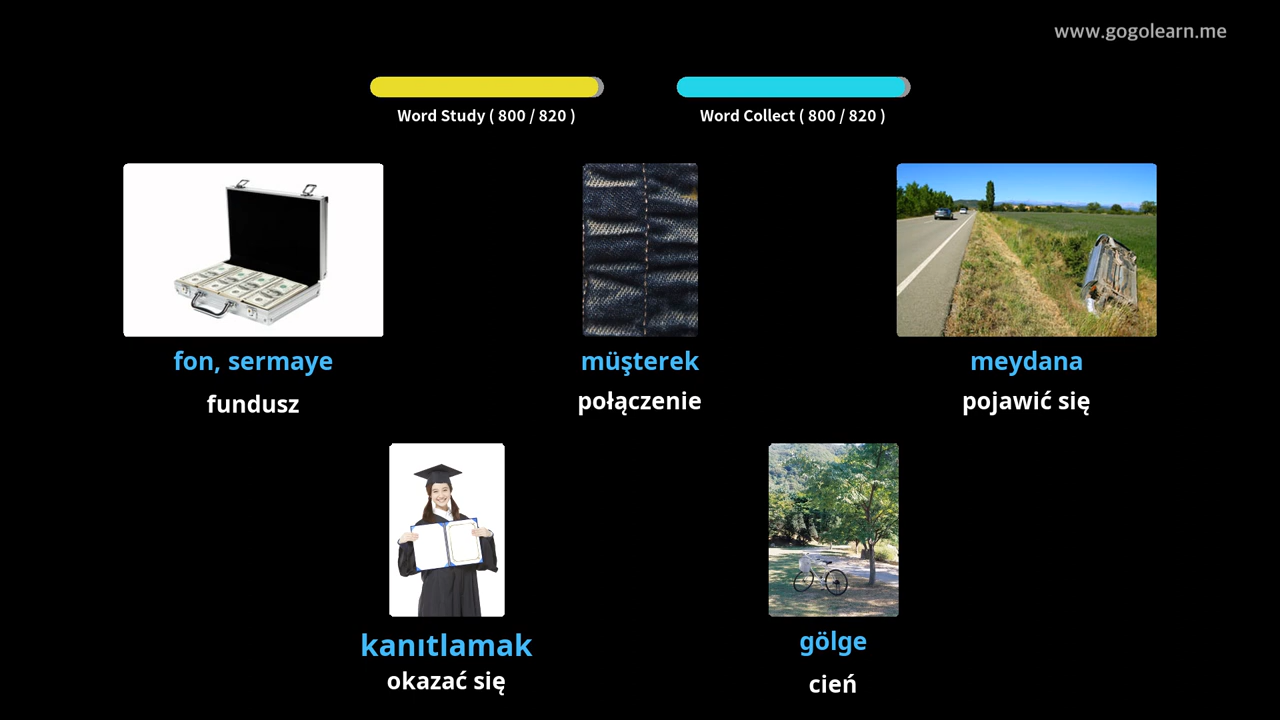 www.gogolearn.me
Word Study ( 800 / 820 )
Word Collect ( 800 / 820 )
fon, sermaye
fundusz
müşterek
połączenie
meydana
pojawić się
kanıtlamak
okazać się
gölge
cień